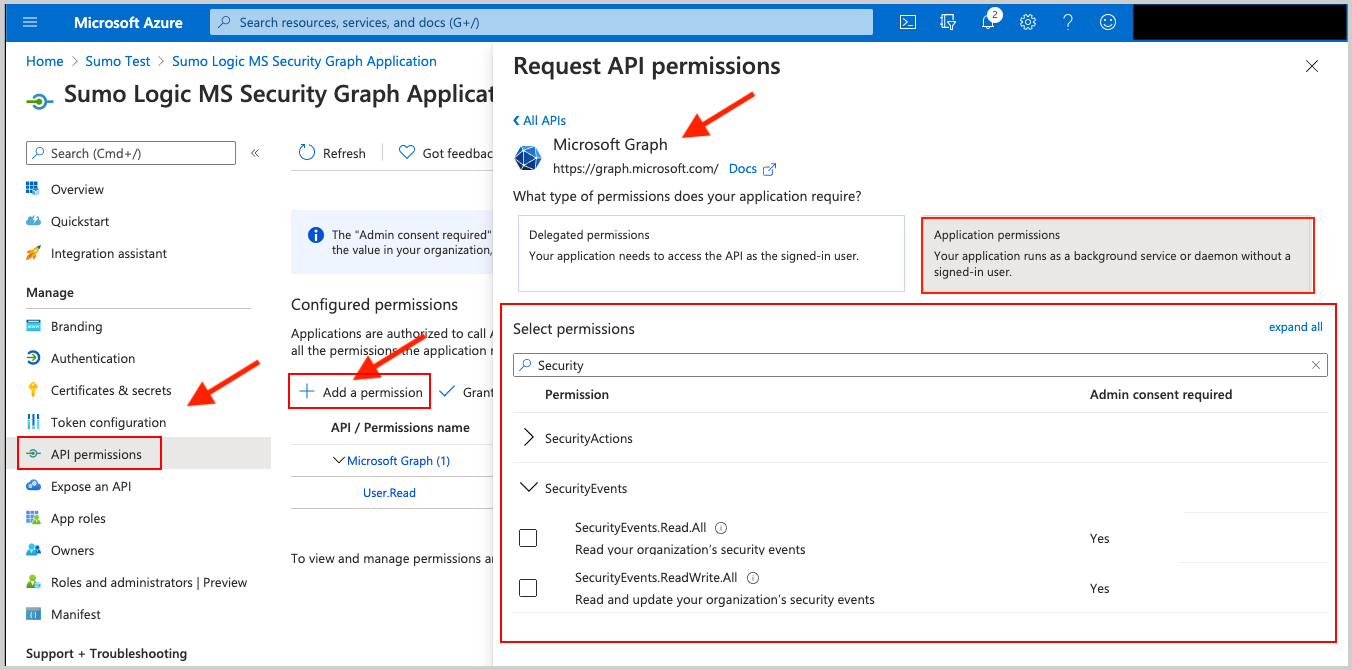 Microsoft Azure
Search resources, services, and docs (G+/)
2
Home > Sumo Test > Sumo Logic MS Security Graph Application
Sumo Logic MS Security Graph Applicat
Search (Cmd+/)
«
Overview
Quickstart
Integration assistant
Manage
Branding
Authentication
Certificates & secrets
Token configuration
API permissions
Expose an API
App roles
Owners
Roles and administrators | Preview
Manifest
Support + Troubleshooting
Refresh
Got feedbac
The "Admin consent required"
the value in your organization,
Configured permissions
Applications are authorized to call A
all the permissions the application r
Add a permission
Grant
API / Permissions name
Microsoft Graph (1)
User.Read
To view and manage permissions a
Request API permissions
All APIs
Microsoft Graph
https://graph.microsoft.com/ Docs
What type of permissions does your application require?
Delegated permissions
Your application needs to access the API as the signed-in user.
Application permissions
Your application runs as a background service or daemon without a
signed-in user.
Select permissions
expand all
Security
Permission
Admin consent required
SecurityActions
SecurityEvents
SecurityEvents.Read.All
Read your organization's security events
Yes
SecurityEvents.ReadWrite.All
Read and update your organization's security events
Yes